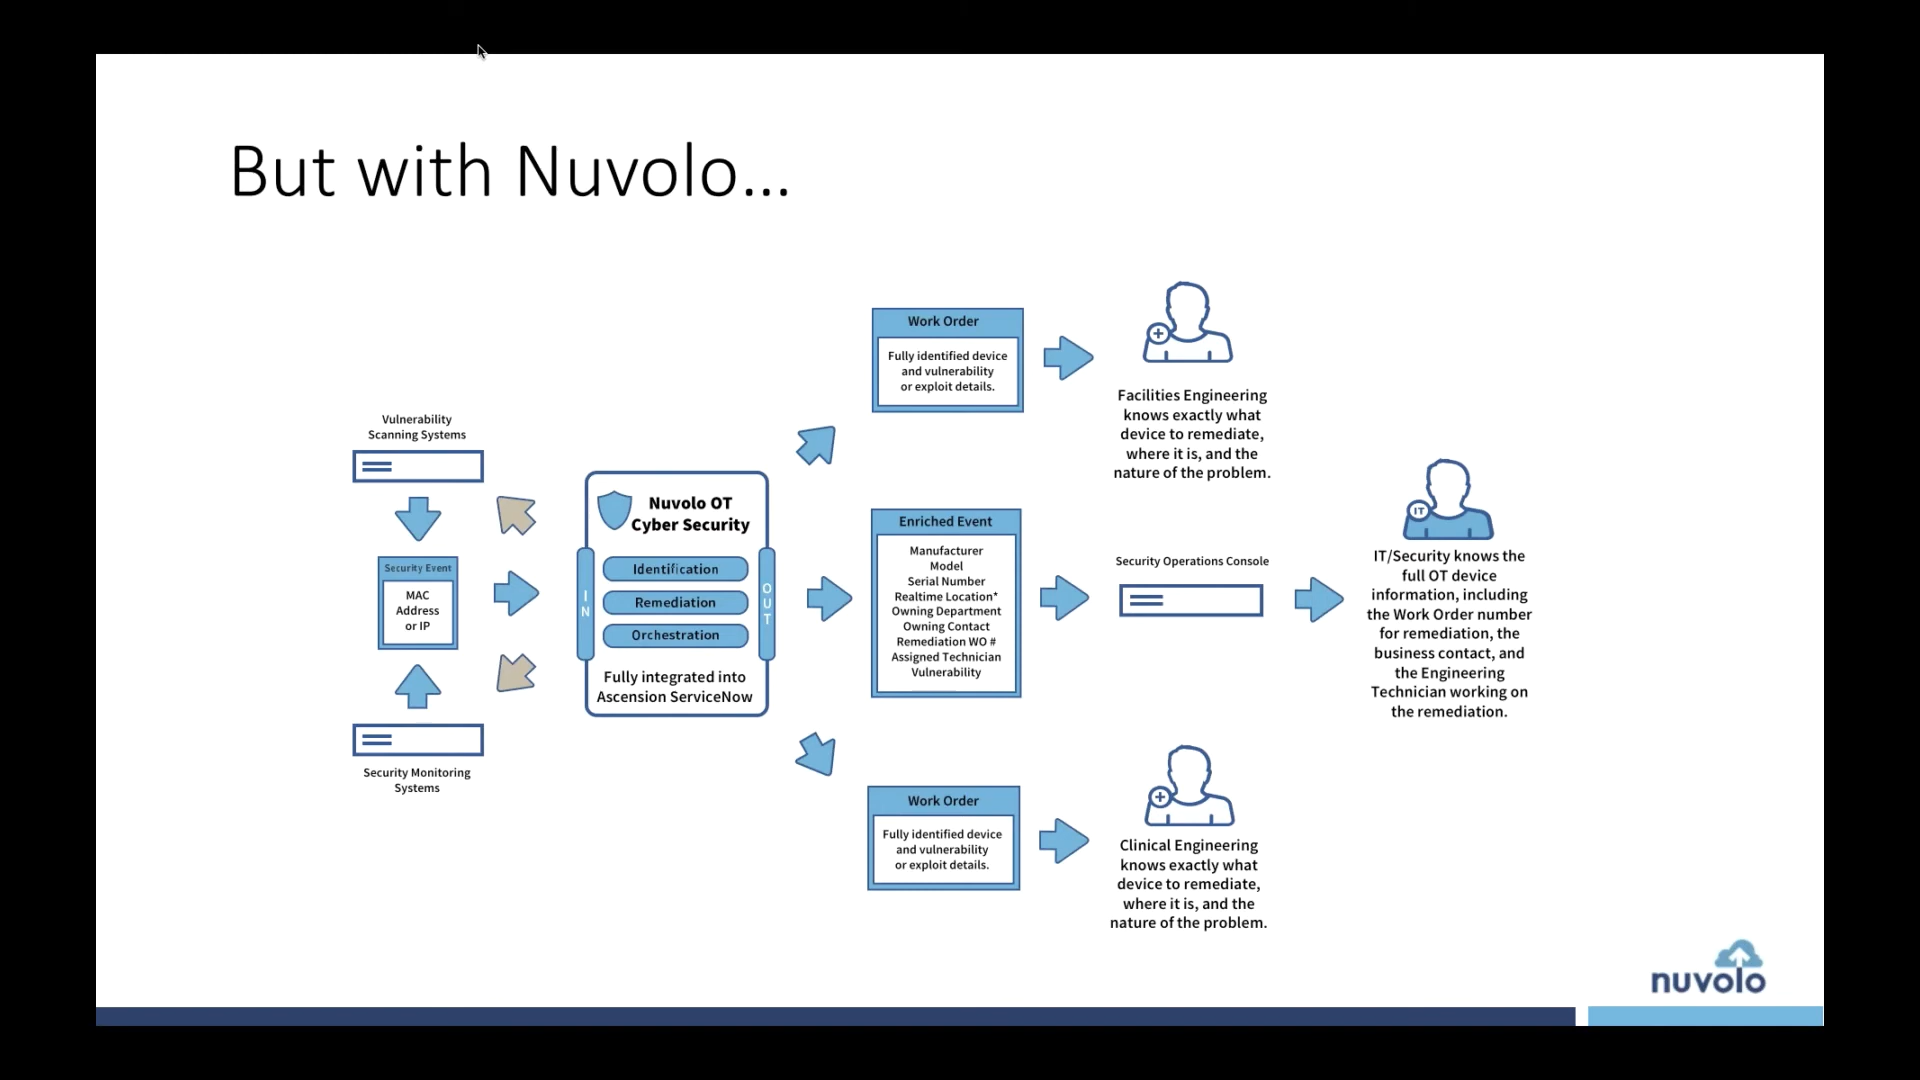 But with Nuvolo...
Vulnerability
Scanning Systems
Security Event
MAC
Address
or IP
Security Monitoring
Systems
Nuvolo OT
Cyber Security
IN
Identification
Remediation
Orchestration
OUT
Fully integrated into
Ascension ServiceNow
Work Order
Fully identified device
and vulnerability
or exploit details.
Facilities Engineering
knows exactly what
device to remediate,
where it is, and the
nature of the problem.
Enriched Event
Manufacturer
Model
Serial Number
Realtime Location*
Owning Department
Owning Contact
Remediation WO #
Assigned Technician
Vulnerability
Security Operations Console
IT
IT/Security knows the
full OT device
information, including
the Work Order number
for remediation, the
business contact, and
the Engineering
Technician working on
the remediation.
Work Order
Fully identified device
and vulnerability
or exploit details.
Clinical Engineering
knows exactly what
device to remediate,
where it is, and the
nature of the problem.
nuvolo